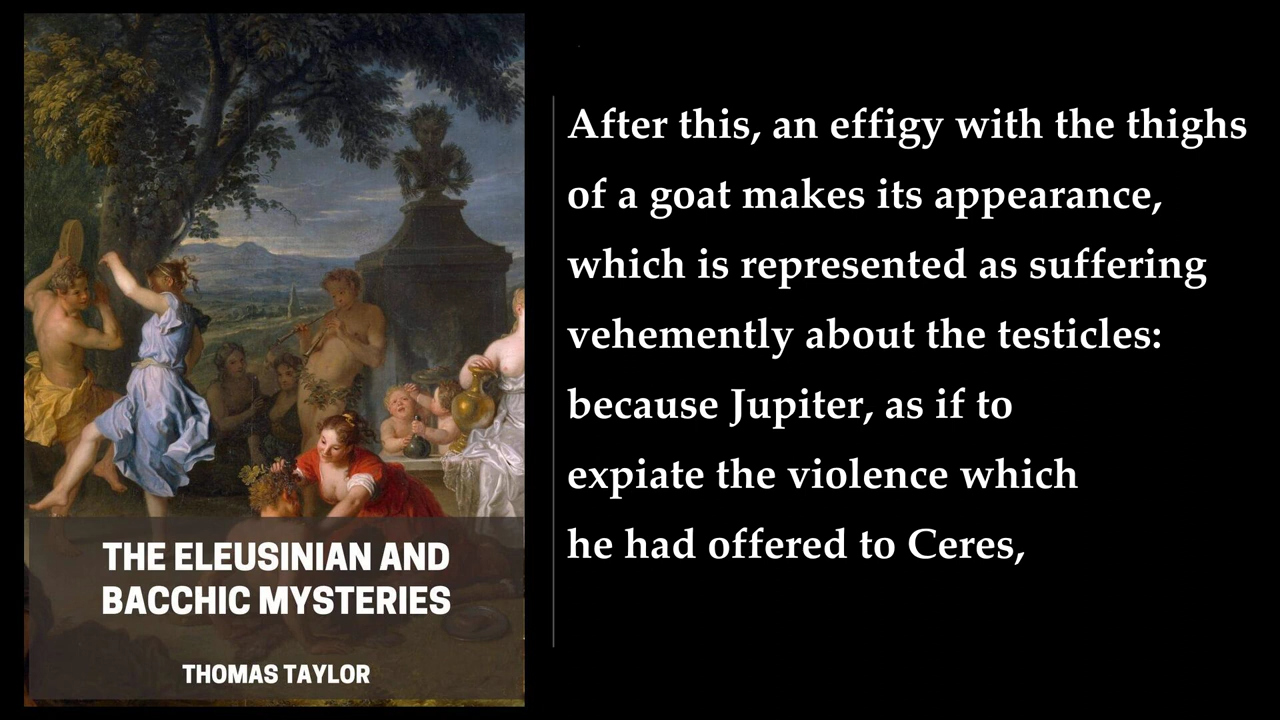 THE ELEUSINIAN AND
BACCHIC MYSTERIES
THOMAS TAYLOR
After this, an effigy with the thighs
of a goat makes its appearance,
which is represented as suffering
vehemently about the testicles:
because Jupiter, as if to
expiate the violence which
he had offered to Ceres,